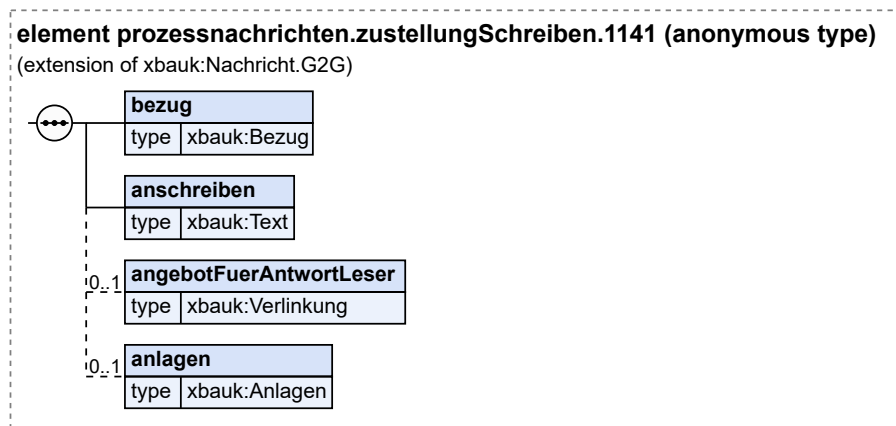 element prozessnachrichten.zustellungSchreiben.1141 (anonymous type)
(extension of xbauk:Nachricht.G2G)
bezug
type xbauk:Bezug
anschreiben
type xbauk:Text
0..1 angebotFuerAntwortLeser
type xbauk:Verlinkung
0..1 anlagen
type xbauk:Anlagen